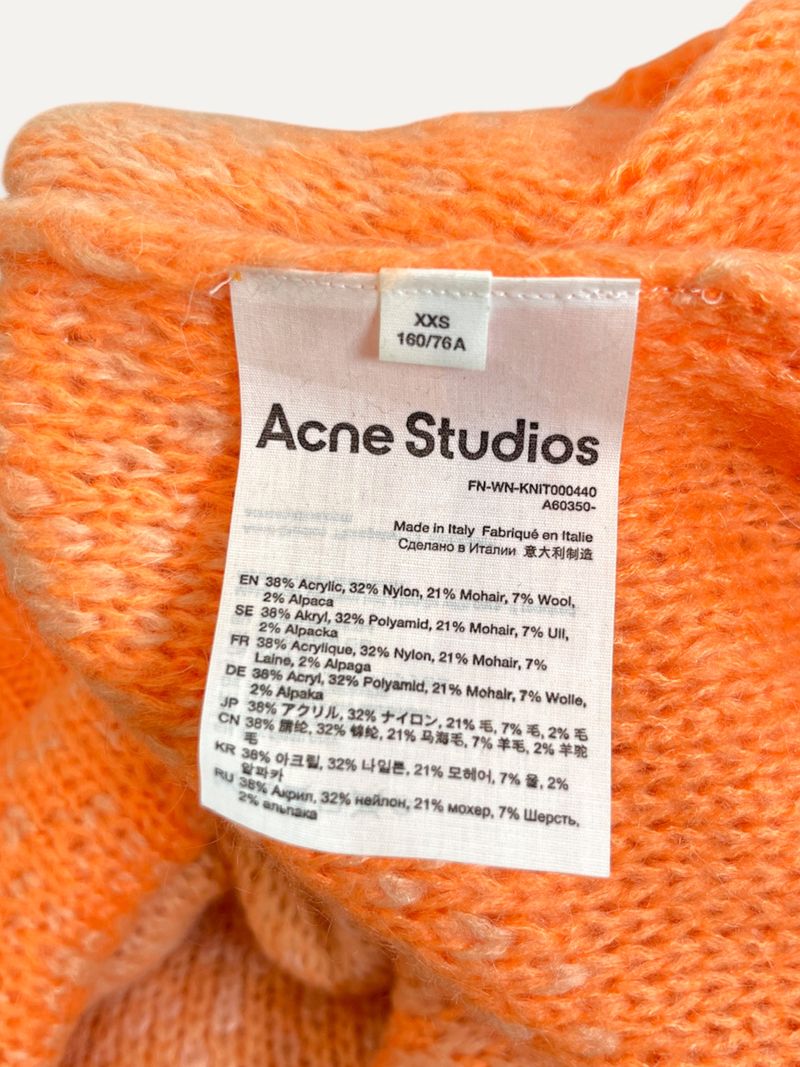 XXS
160/76A
Acne Studios
FN-WN-KNIT000440
A60350-
Made in Italy Fabriqué en Italie
Сделано в Италии 意大利制造
EN 38% Acrylic, 32% Nylon, 21% Mohair, 7% Wool,
2% Alpaca
SE 38% Akryl, 32% Polyamid, 21% Mohair, 7% Ull,
2% Alpacka
FR 38% Acrylique, 32% Nylon, 21% Mohair, 7%
Laine, 2% Alpaga
DE 38% Acryl, 32% Polyamid, 21% Mohair, 7% Wolle,
2% Alpaka
JP 38% アクリル, 32% ナイロン, 21% 毛, 7% 毛, 2% 毛
CN 38% 腈纶, 32% 锦纶, 21% 马海毛, 7% 羊毛, 2% 羊驼
毛
KR 38% 아크릴, 32% 나일론, 21% 모헤어, 7% 울, 2%
알파카
RU 38% Акрил, 32% нейлон, 21% мохер, 7% Шерсть,
2% альпака